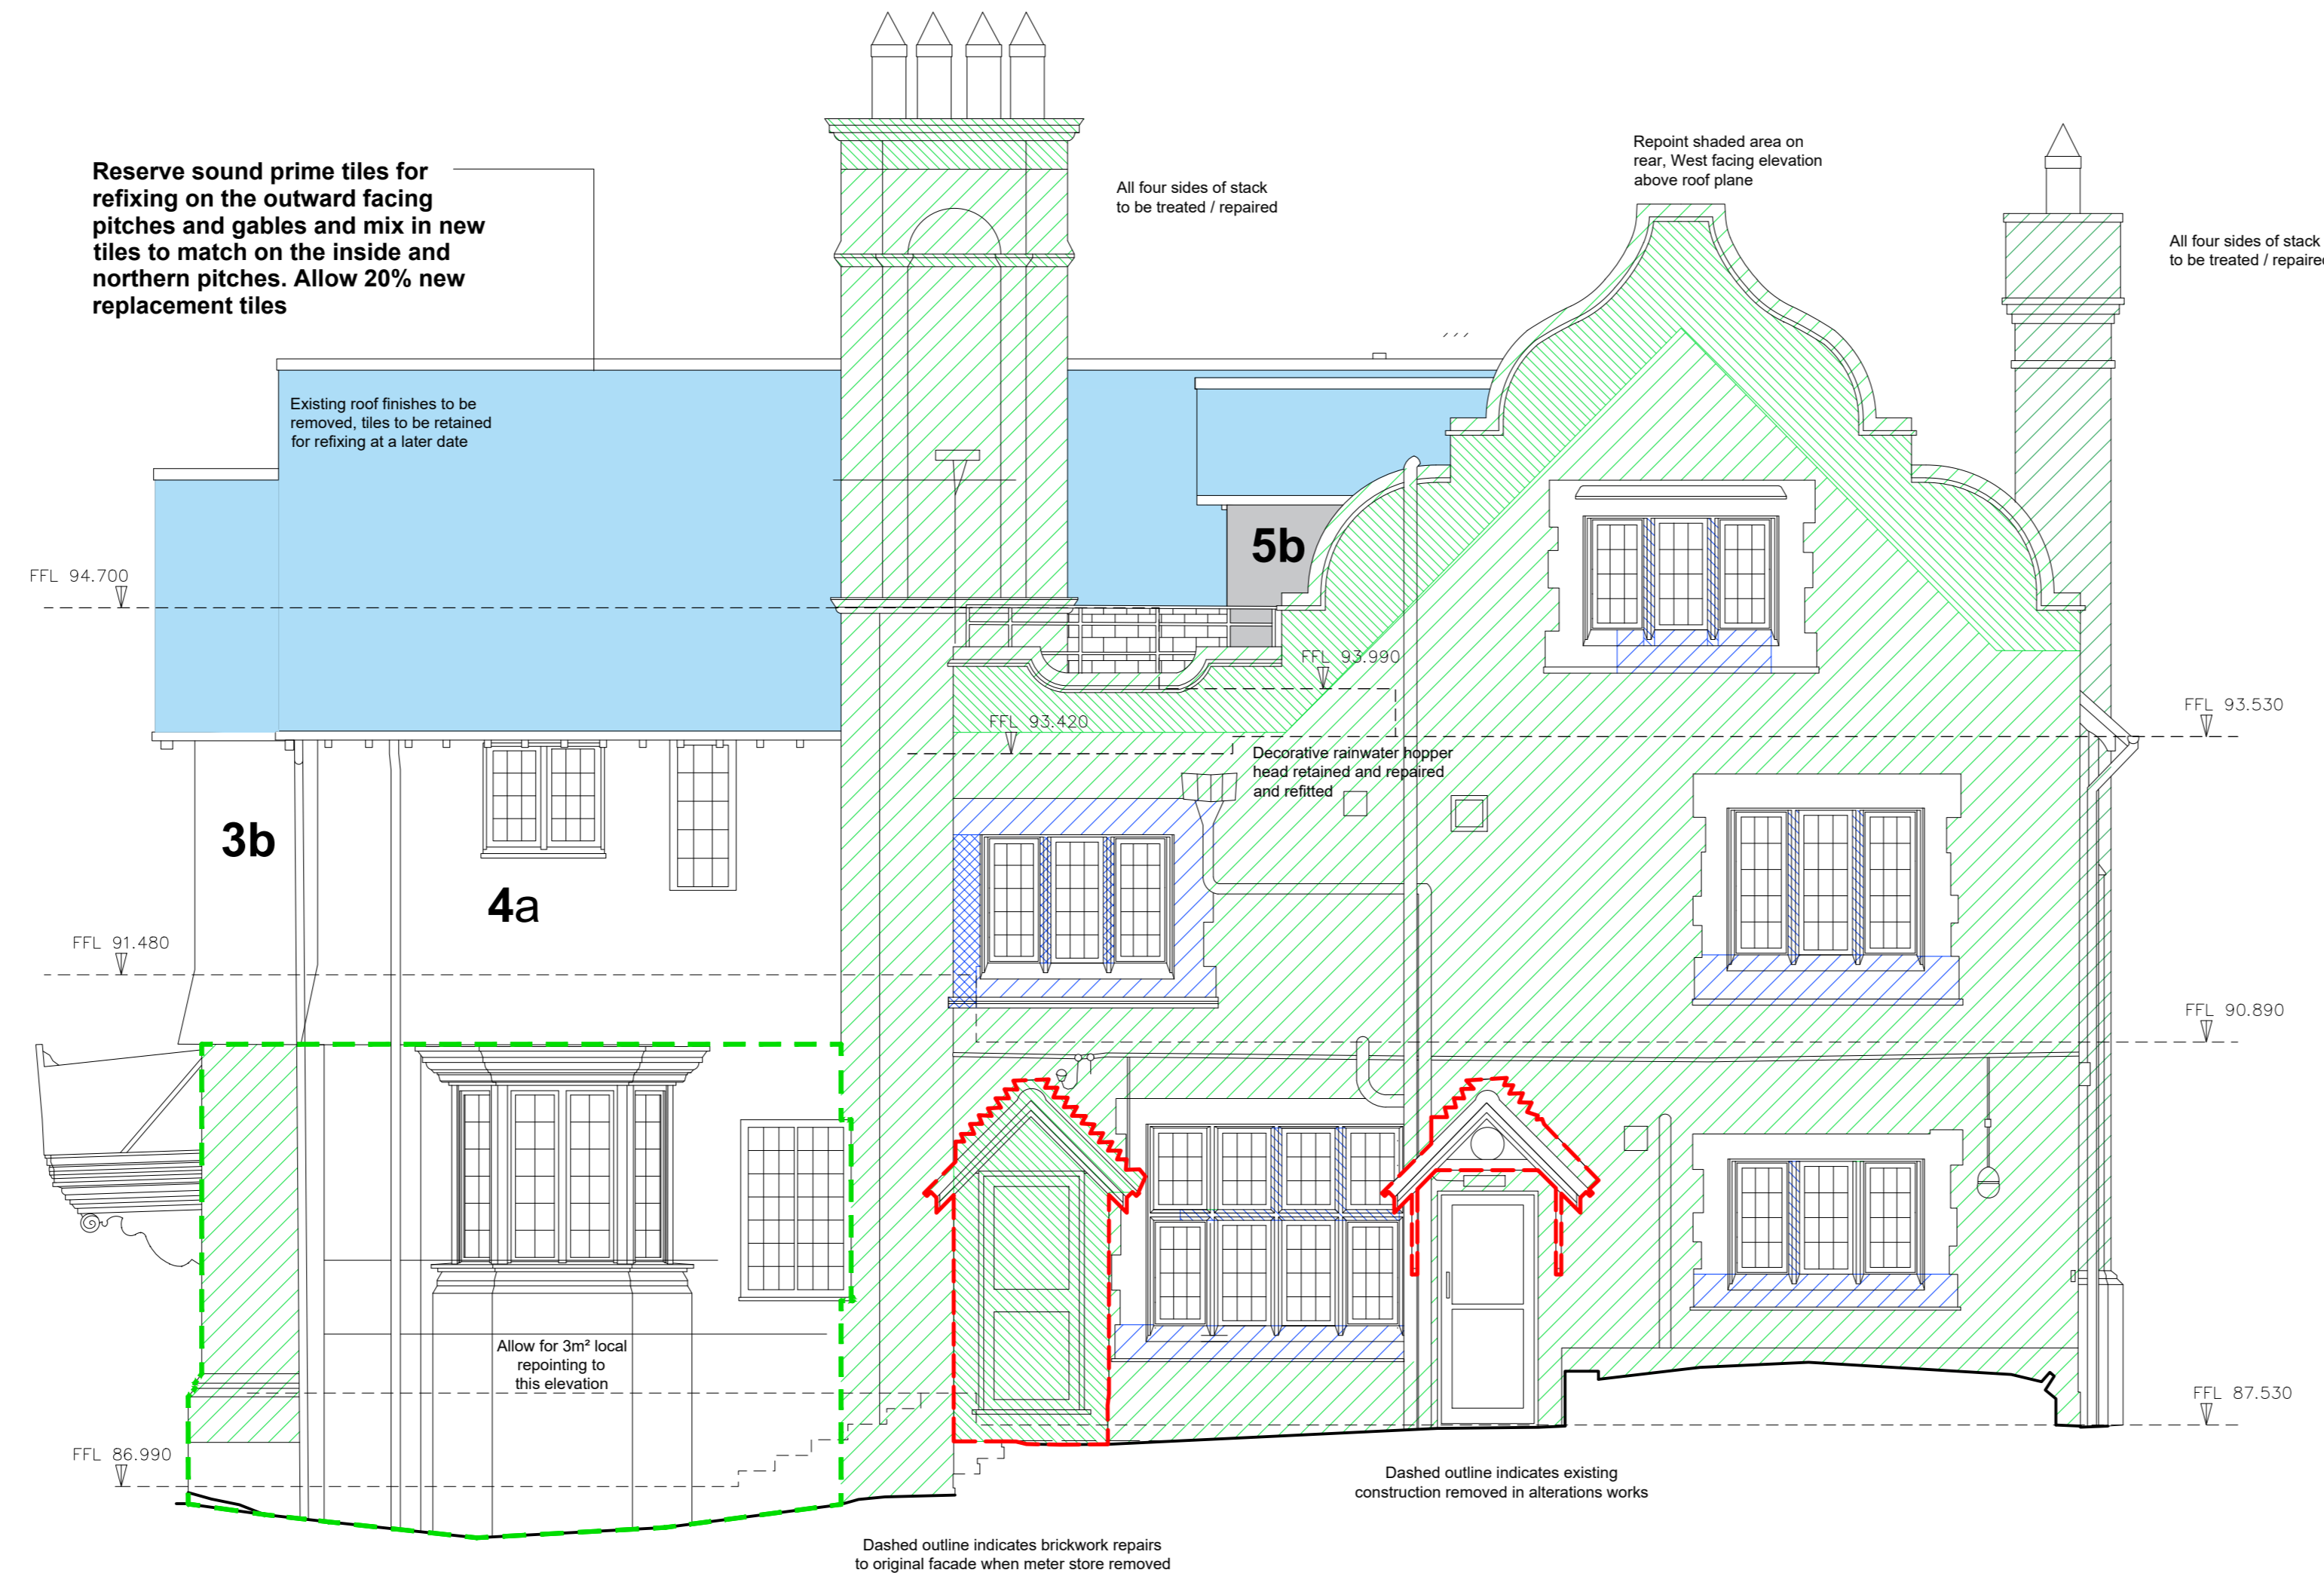 Reserve sound prime tiles for
refixing on the outward facing
pitches and gables and mix in new
tiles to match on the inside and
northern pitches. Allow 20% new
replacement tiles
All four sides of stack
to be treated / repaired
Repoint shaded area on
rear, West facing elevation
above roof plane
All four sides of stack
to be treated / repaired
Existing roof finishes to be
removed, tiles to be retained
for refixing at a later date
5b
FFL 94.700
FFL 93.990
FFL 93.420
FFL 93.530
Decorative rainwater hopper
head retained and repaired
and refitted
3b
4a
FFL 91.480
FFL 90.890
Allow for 3m² local
repointing to
this elevation
FFL 87.530
FFL 86.990
Dashed outline indicates existing
construction removed in alterations works
Dashed outline indicates brickwork repairs
to original facade when meter store removed